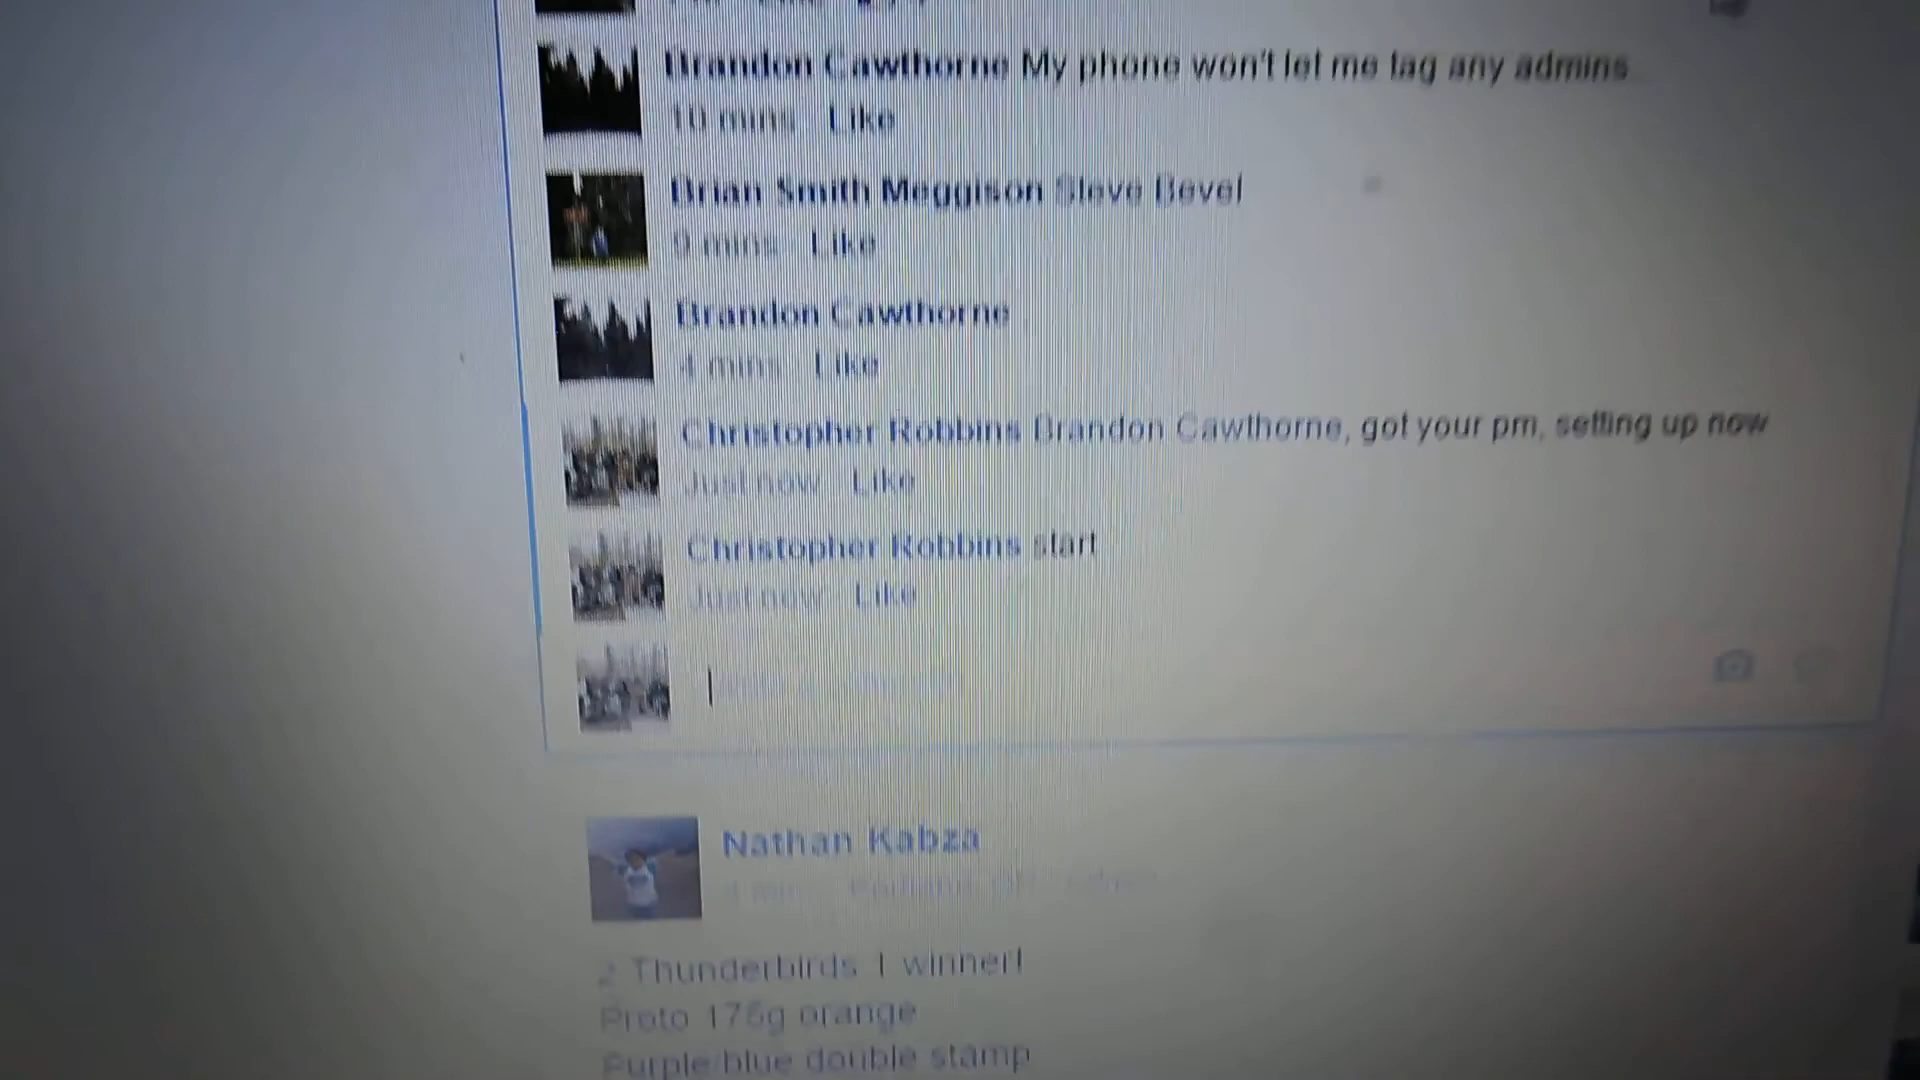 Brandon Cawthorne My phone won't let me tag any admins
10 mins Like
Brian Smith Meggison Steve Bevel
9 mins Like
Brandon Cawthorne
4 mins Like
Christopher Robbins Brandon Cawthorne, got your pm, setting up now
Just now Like
Christopher Robbins start
Just now Like
Nathan Kabza
Portland, OR
2 Thunderbirds 1 winner!
Proto 175g orange
Purple/blue double stamp